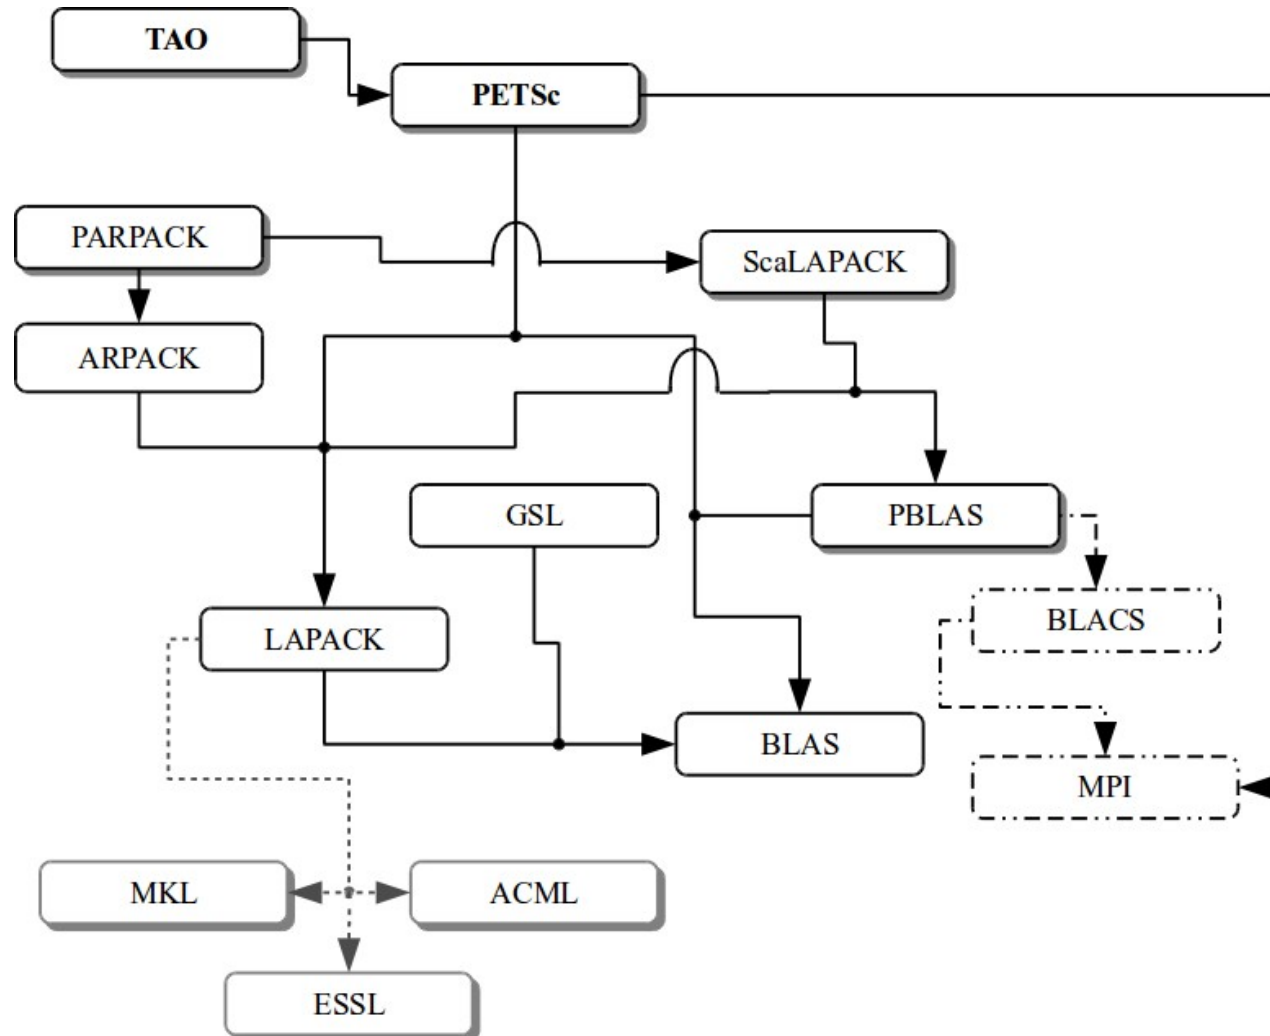 TAO
PETSc
PARPACK
ScaLAPACK
ARPACK
GSL
PBLAS
LAPACK
BLACS
BLAS
MPI
MKL
ACML
ESSL